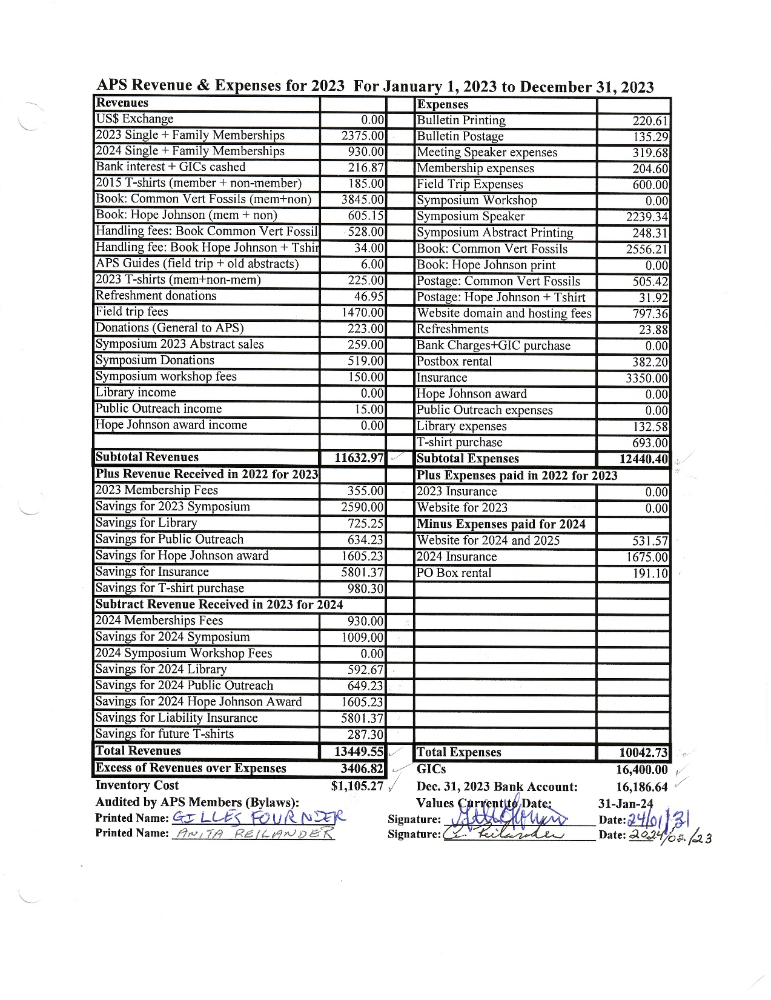 APS Revenue & Expenses for 2023 For January 1, 2023 to December 31, 2023
Revenues Expenses
US$ Exchange 0.00 Bulletin Printing 220.61
2023 Single + Family Memberships 2375.00 Bulletin Postage 135.29
2024 Single + Family Memberships 930.00 Meeting Speaker expenses 319.68
Bank interest + GICs cashed 216.87 Membership expenses 204.60
2015 T-shirts (member + non-member) 185.00 Field Trip Expenses 600.00
Book: Common Vert Fossils (mem+non) 3845.00 Symposium Workshop 0.00
Book: Hope Johnson (mem + non) 605.15 Symposium Speaker 2239.34
Handling fees: Book Common Vert Fossil 528.00 Symposium Abstract Printing 248.31
Handling fee: Book Hope Johnson + Tshir 34.00 Book: Common Vert Fossils 2556.21
APS Guides (field trip + old abstracts) 6.00 Book: Hope Johnson print 0.00
2023 T-shirts (mem+non-mem) 225.00 Postage: Common Vert Fossils 505.42
Refreshment donations 46.95 Postage: Hope Johnson + Tshirt 31.92
Field trip fees 1470.00 Website domain and hosting fees 797.36
Donations (General to APS) 223.00 Refreshments 23.88
Symposium 2023 Abstract sales 259.00 Bank Charges+GIC purchase 0.00
Symposium Donations 519.00 Postbox rental 382.20
Symposium workshop fees 150.00 Insurance 3350.00
Library income 0.00 Hope Johnson award 0.00
Public Outreach income 15.00 Public Outreach expenses 0.00
Hope Johnson award income 0.00 Library expenses 132.58
T-shirt purchase 693.00
Subtotal Revenues 11632.97 Subtotal Expenses 12440.40
Plus Revenue Received in 2022 for 2023 Plus Expenses paid in 2022 for 2023
2023 Membership Fees 355.00 2023 Insurance 0.00
Savings for 2023 Symposium 2590.00 Website for 2023 0.00
Savings for Library 725.25 Minus Expenses paid for 2024
Savings for Public Outreach 634.23 Website for 2024 and 2025 531.57
Savings for Hope Johnson award 1605.23 2024 Insurance 1675.00
Savings for Insurance 5801.37 PO Box rental 191.10
Savings for T-shirt purchase 980.30
Subtract Revenue Received in 2023 for 2024
2024 Memberships Fees 930.00
Savings for 2024 Symposium 1009.00
2024 Symposium Workshop Fees 0.00
Savings for 2024 Library 592.67
Savings for 2024 Public Outreach 649.23
Savings for 2024 Hope Johnson Award 1605.23
Savings for Liability Insurance 5801.37
Savings for future T-shirts 287.30
Total Revenues 13449.55 Total Expenses 10042.73
Excess of Revenues over Expenses 3406.82 GICs 16,400.00
Inventory Cost $1,105.27 Dec. 31, 2023 Bank Account: 16,186.64
Audited by APS Members (Bylaws): Values Current to Date: 31-Jan-24
Printed Name: GILLES FOURNDER Signature: Date: 24/01/31
Printed Name: ANITA REILANDER Signature: Date: 2024/02/23